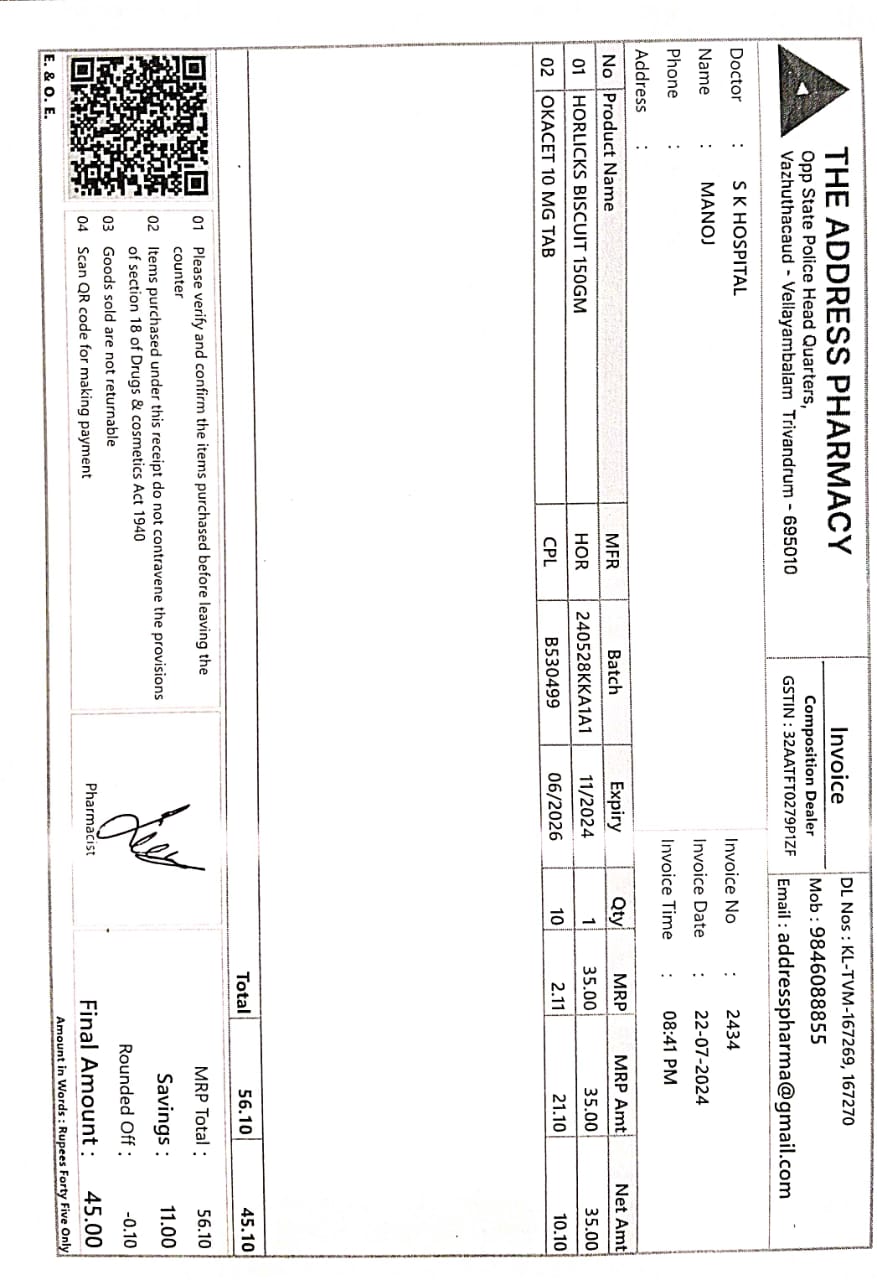 THE ADDRESS PHARMACY
Opp State Police Head Quarters,
Vazhuthacaud - Vellayambalam Trivandrum - 695010
Invoice
Composition Dealer
GSTIN : 32AATFT0279P1ZF
DL Nos : KL-TVM-167269, 167270
Mob : 9846088855
Email : addresspharma@gmail.com
Doctor : S K HOSPITAL
Name : MANOJ
Phone :
Address :
Invoice No : 2434
Invoice Date : 22-07-2024
Invoice Time : 08:41 PM
No Product Name MFR Batch Expiry Qty MRP MRP Amt Net Amt
01 HORLICKS BISCUIT 150GM HOR 240528KKA1A1 11/2024 1 35.00 35.00 35.00
02 OKACET 10 MG TAB CPL B530499 06/2026 10 2.11 21.10 10.10
Total 56.10 45.10
01 Please verify and confirm the items purchased before leaving the
counter
02 Items purchased under this receipt do not contravene the provisions
of section 18 of Drugs & cosmetics Act 1940
03 Goods sold are not returnable
04 Scan QR code for making payment
Pharmacist
MRP Total : 56.10
Savings : 11.00
Rounded Off : -0.10
Final Amount : 45.00
Amount in Words : Rupees Forty Five Only
E. & O. E.